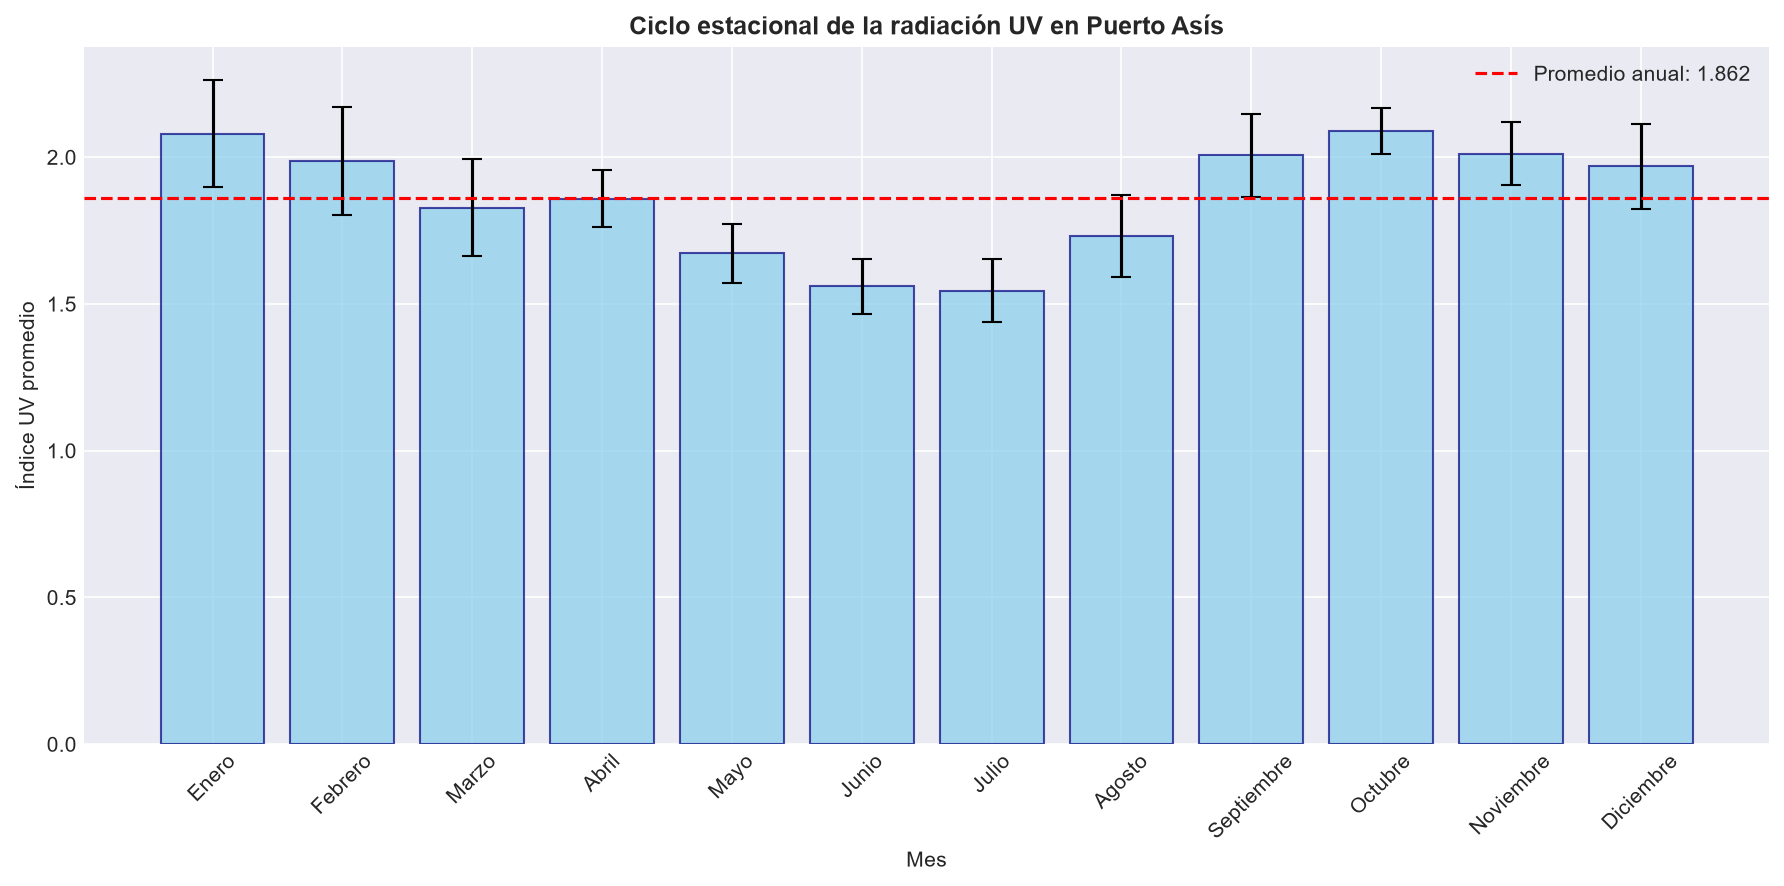 Ciclo estacional de la radiación UV en Puerto Asís
Promedio anual: 1.862
Índice UV promedio
2.0
1.5
1.0
0.5
0.0
Enero
Febrero
Marzo
Abril
Mayo
Junio
Julio
Agosto
Septiembre
Octubre
Noviembre
Diciembre
Mes